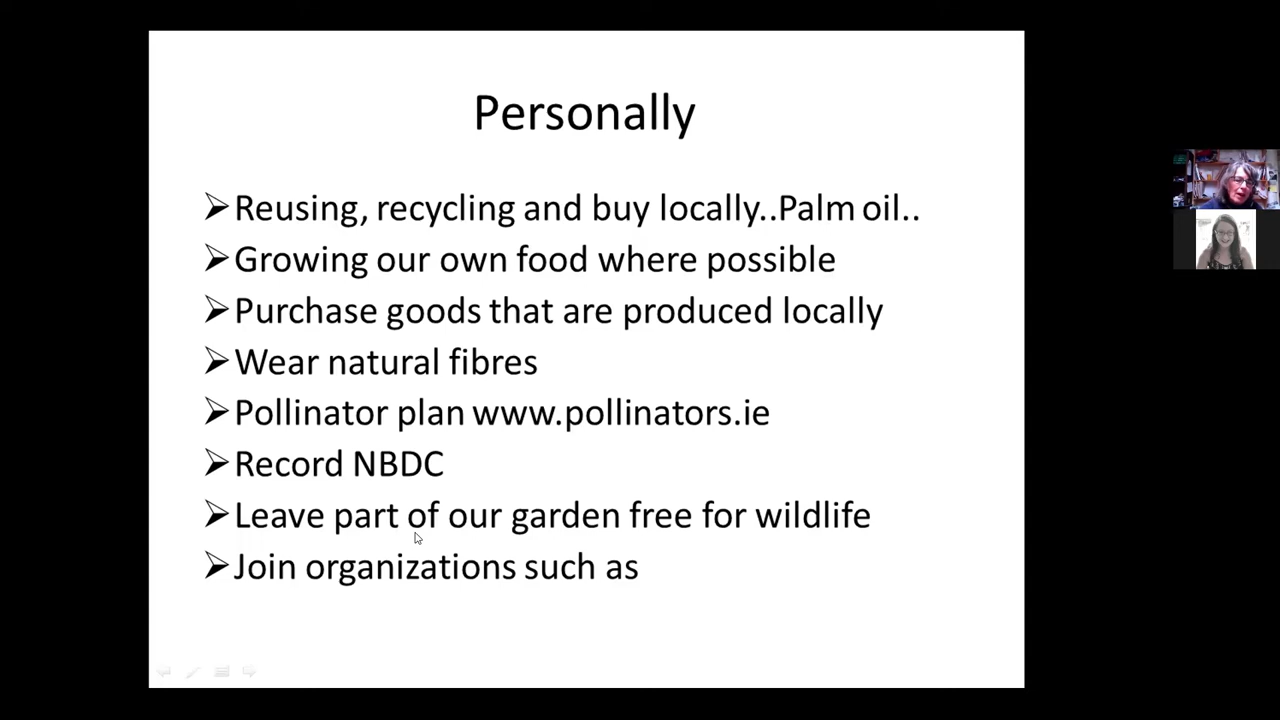 Personally
Reusing, recycling and buy locally..Palm oil..
Growing our own food where possible
Purchase goods that are produced locally
Wear natural fibres
Pollinator plan www.pollinators.ie
Record NBDC
Leave part of our garden free for wildlife
Join organizations such as